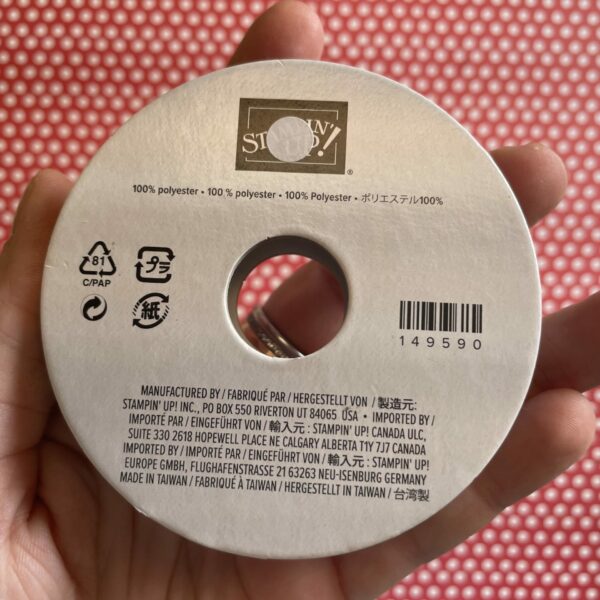 STAMPIN' UP!
®
100% polyester • 100 % polyester • 100% Polyester • ポリエステル100%
81
C/PAP
プラ
紙
149590
MANUFACTURED BY / FABRIQUÉ PAR / HERGESTELLT VON / 製造元:
STAMPIN' UP! INC., PO BOX 550 RIVERTON UT 84065 USA • IMPORTED BY /
IMPORTÉ PAR / EINGEFÜHRT VON / 輸入元 : STAMPIN' UP! CANADA ULC,
SUITE 330 2618 HOPEWELL PLACE NE CALGARY ALBERTA T1Y 7J7 CANADA
IMPORTED BY / IMPORTÉ PAR / EINGEFÜHRT VON / 輸入元 : STAMPIN' UP!
EUROPE GMBH, FLUGHAFENSTRASSE 21 63263 NEU-ISENBURG GERMANY
MADE IN TAIWAN / FABRIQUÉ À TAIWAN / HERGESTELLT IN TAIWAN / 台湾製